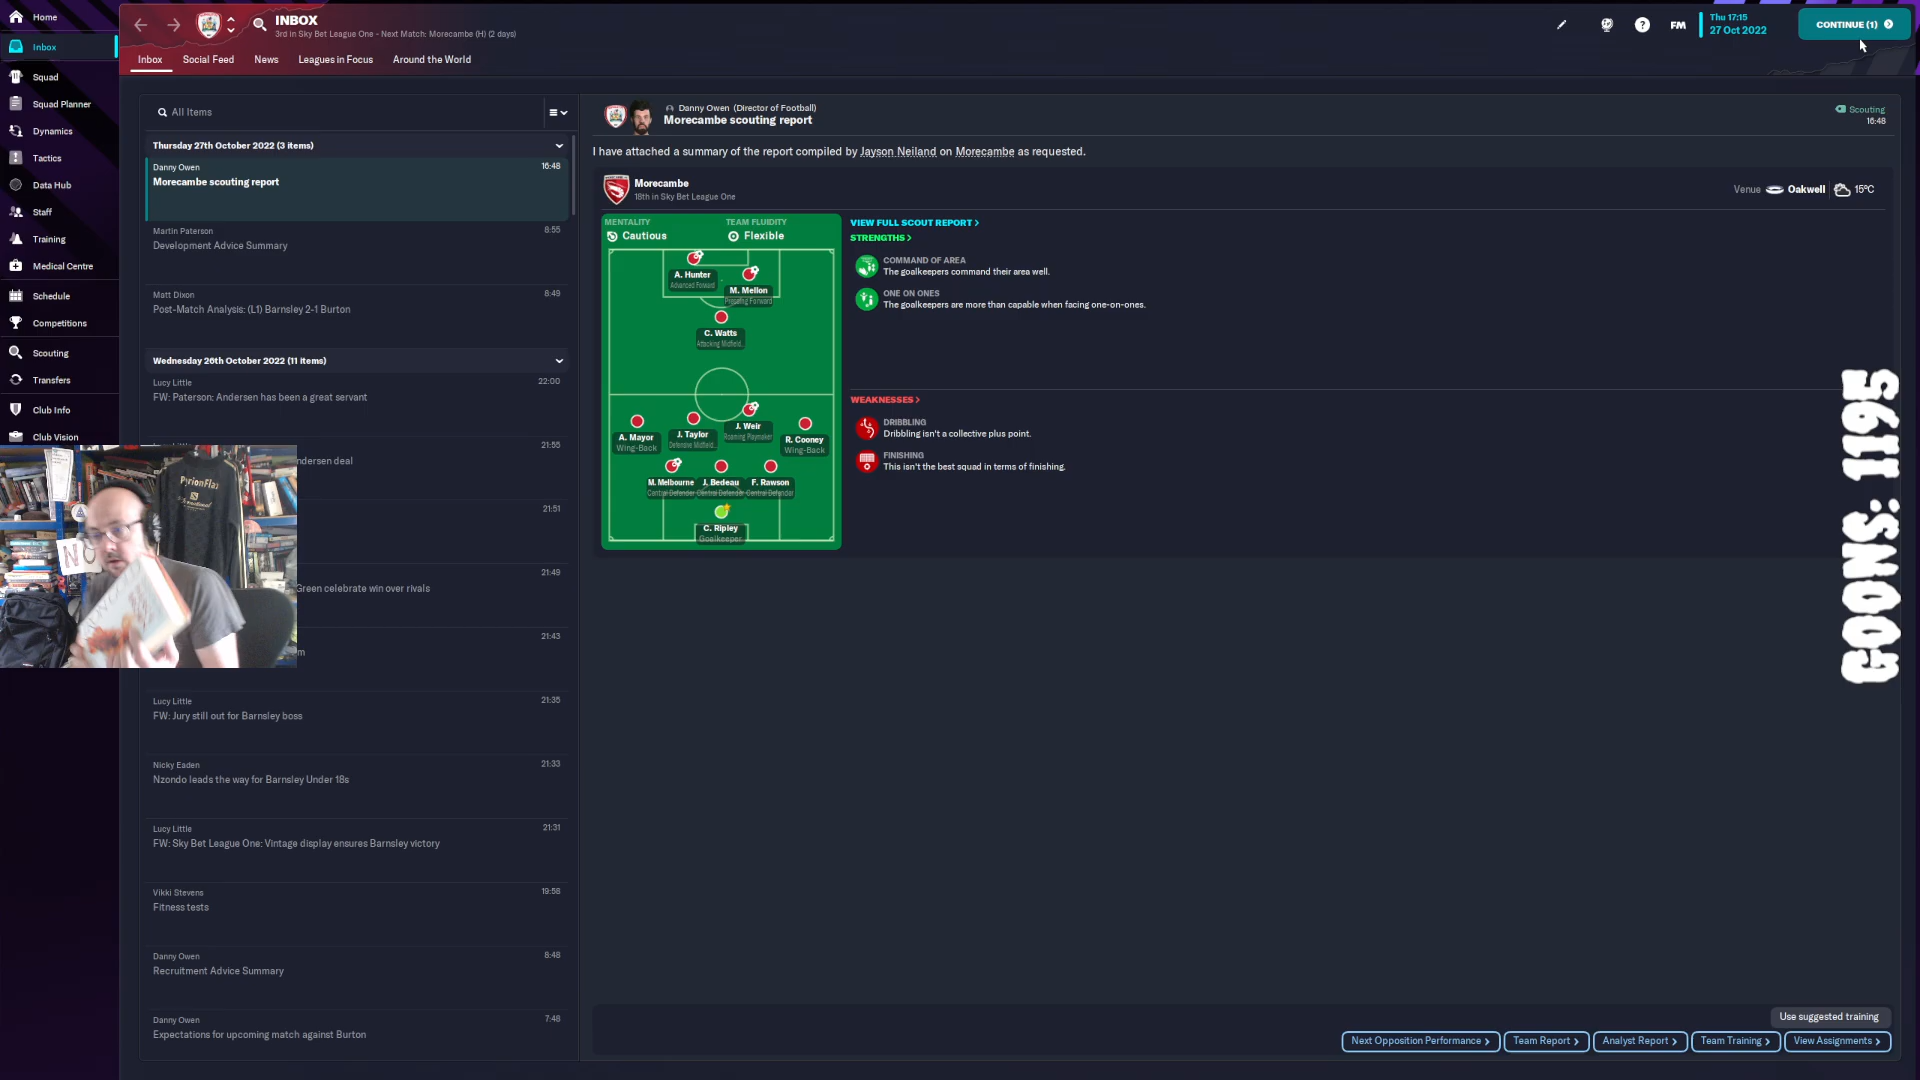 Home
Inbox
Squad
Squad Planner
Dynamics
Tactics
Data Hub
Staff
Training
Medical Centre
Schedule
Competitions
Scouting
Transfers
Club Info
Club Vision
INBOX
3rd in Sky Bet League One - Next Match: Morecambe (H) (2 days)
FM
Thu 17:15
27 Oct 2022
CONTINUE (1)
Inbox
Social Feed
News
Leagues in Focus
Around the World
All Items
Thursday 27th October 2022 (3 items)
Danny Owen 16:48
Morecambe scouting report
Martin Paterson 8:55
Development Advice Summary
Matt Dixon 8:49
Post-Match Analysis: (L1) Barnsley 2-1 Burton
Wednesday 26th October 2022 (11 items)
Lucy Little 22:00
FW: Paterson: Andersen has been a great servant
21:55
ndersen deal
21:51
21:49
Green celebrate win over rivals
21:43
m
Lucy Little 21:35
FW: Jury still out for Barnsley boss
Nicky Eaden 21:33
Nzondo leads the way for Barnsley Under 18s
Lucy Little 21:31
FW: Sky Bet League One: Vintage display ensures Barnsley victory
Vikki Stevens 19:58
Fitness tests
Danny Owen 8:48
Recruitment Advice Summary
Danny Owen 7:48
Expectations for upcoming match against Burton
Danny Owen (Director of Football)
Morecambe scouting report
Scouting
16:48
I have attached a summary of the report compiled by Jayson Neiland on Morecambe as requested.
Morecambe
18th in Sky Bet League One
Venue Oakwell 15°C
MENTALITY
Cautious
TEAM FLUIDITY
Flexible
A. Hunter
Advanced Forward
M. Mellon
Pressing Forward
C. Watts
Attacking Midfield..
A. Mayor
Wing-Back
J. Taylor
Defensive Midfield..
J. Weir
Roaming Playmaker
R. Cooney
Wing-Back
M. Melbourne
Central Defender
J. Bedeau
Central Defender
F. Rawson
Central Defender
C. Ripley
Goalkeeper
VIEW FULL SCOUT REPORT >
STRENGTHS >
COMMAND OF AREA
The goalkeepers command their area well.
ONE ON ONES
The goalkeepers are more than capable when facing one-on-ones.
WEAKNESSES >
DRIBBLING
Dribbling isn't a collective plus point.
FINISHING
This isn't the best squad in terms of finishing.
GOONS: 1195
PyrionFlax
NO
Use suggested training
Next Opposition Performance >
Team Report >
Analyst Report >
Team Training >
View Assignments >